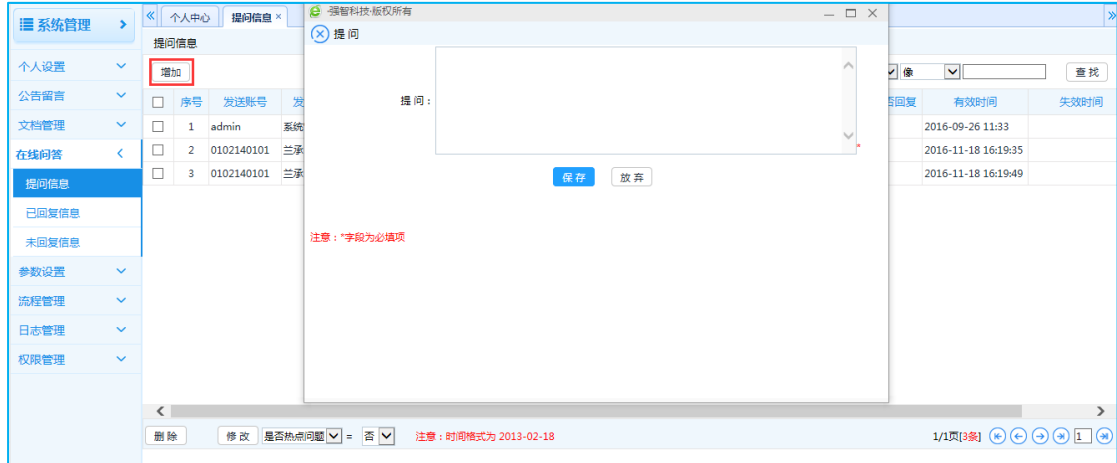 系统管理
个人设置
公告留言
文档管理
在线问答
提问信息
已回复信息
未回复信息
参数设置
流程管理
日志管理
权限管理
个人中心 提问信息
提问信息
增加
像 查 找
序号 发送账号 发 否回复 有效时间 失效时间
1 admin 系统 2016-09-26 11:33
2 0102140101 兰承 2016-11-18 16:19:35
3 0102140101 兰承 2016-11-18 16:19:49
-强智科技-版权所有
提 问
提 问：
*
保 存 放 弃
注意：*字段为必填项
删 除 修 改 是否热点问题 = 否 注意：时间格式为 2013-02-18 1/1页[3条] 1